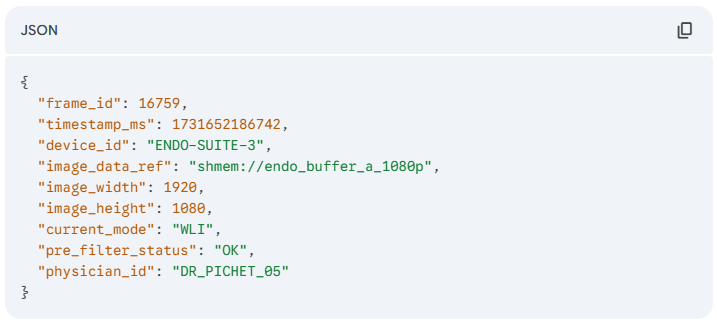 JSON
{
"frame_id": 16759,
"timestamp_ms": 1731652186742,
"device_id": "ENDO-SUITE-3",
"image_data_ref": "shmem://endo_buffer_a_1080p",
"image_width": 1920,
"image_height": 1080,
"current_mode": "WLI",
"pre_filter_status": "OK",
"physician_id": "DR_PICHET_05"
}